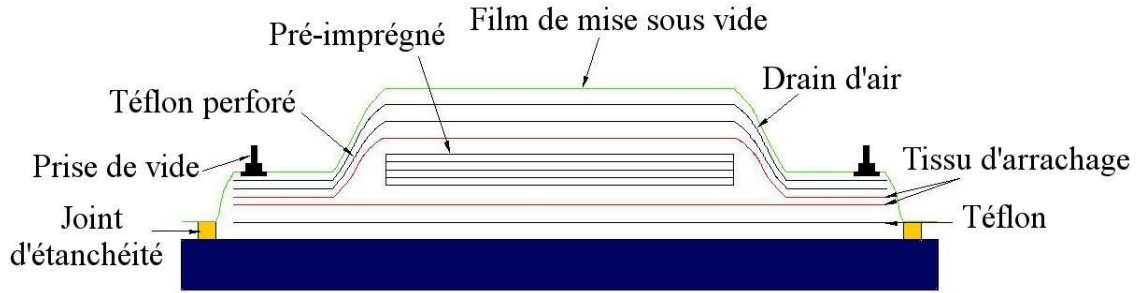 Film de mise sous vide
Pré-imprégné
Drain d'air
Téflon perforé
Prise de vide
Tissu d'arrachage
Joint
d'étanchéité
Téflon